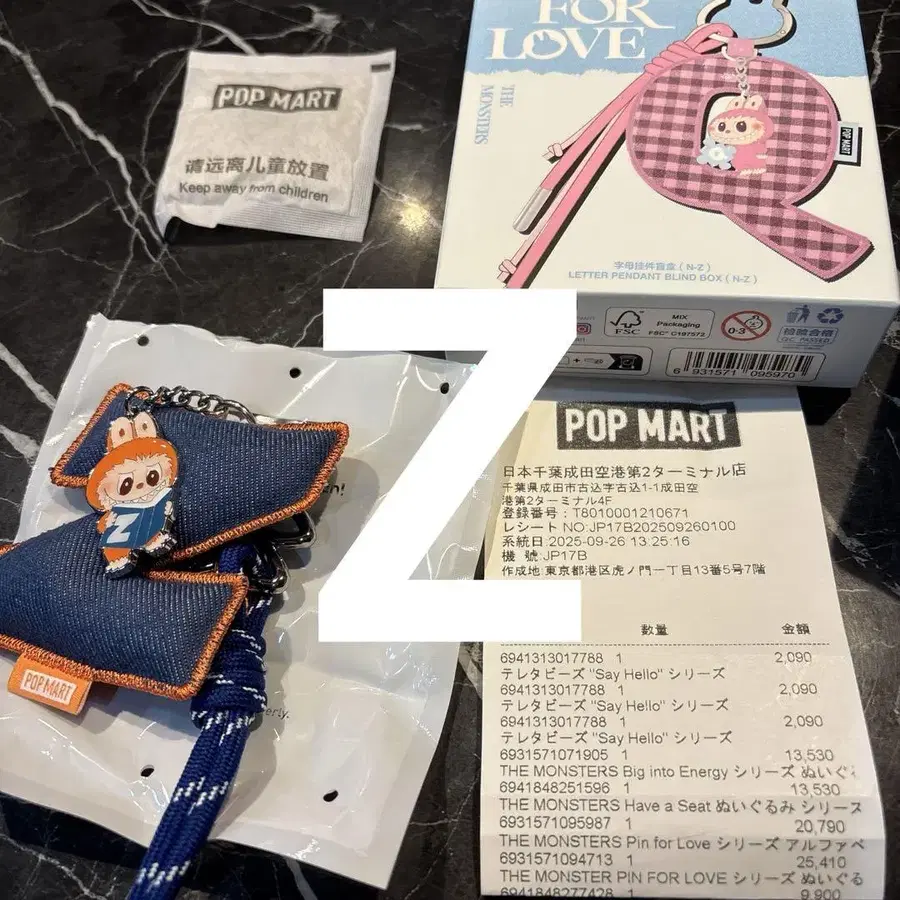 POP MART
请远离儿童放置
Keep away from children
FOR
LOVE
THE
MONSTERS
POP MART
字母挂件盲盒（N-Z）
LETTER PENDANT BLIND BOX ( N-Z )
FSC
MIX
Packaging
FSC® C197572
0-3
6 931571 095970
Z
Z
POP MART
POP MART
日本千葉成田空港第2ターミナル店
千葉県成田市古込字古込1-1成田空
港第2ターミナル4F
登録番号:T8010001210671
レシートNO:JP17B202509260100
系統日:2025-09-26 13:25:16
機 號:JP17B
作成地:東京都港区虎ノ門一丁目13番5号7階
数量 金額
6941313017788 1 2,090
テレタビーズ "Say Hello" シリーズ
6941313017788 1 2,090
テレタビーズ "Say Hello" シリーズ
6941313017788 1 2,090
テレタビーズ "Say Hello" シリーズ
6931571071905 1 13,530
THE MONSTERS Big into Energy シリーズ ぬいぐ
6941848251596 1 13,530
THE MONSTERS Have a Seat ぬいぐるみ シリーズ
6931571095987 1 20,790
THE MONSTERS Pin for Love シリーズ アルファベ
6931571094713 1 25,410
THE MONSTER PIN FOR LOVE シリーズ ぬいぐる
6941848277428 1 9,900